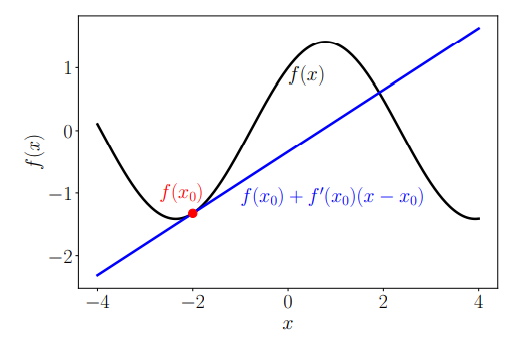 1
f(x)
f(x)
0
f(x₀)
−1
f(x₀) + f′(x₀)(x − x₀)
−2
−4 −2 0 2 4
x